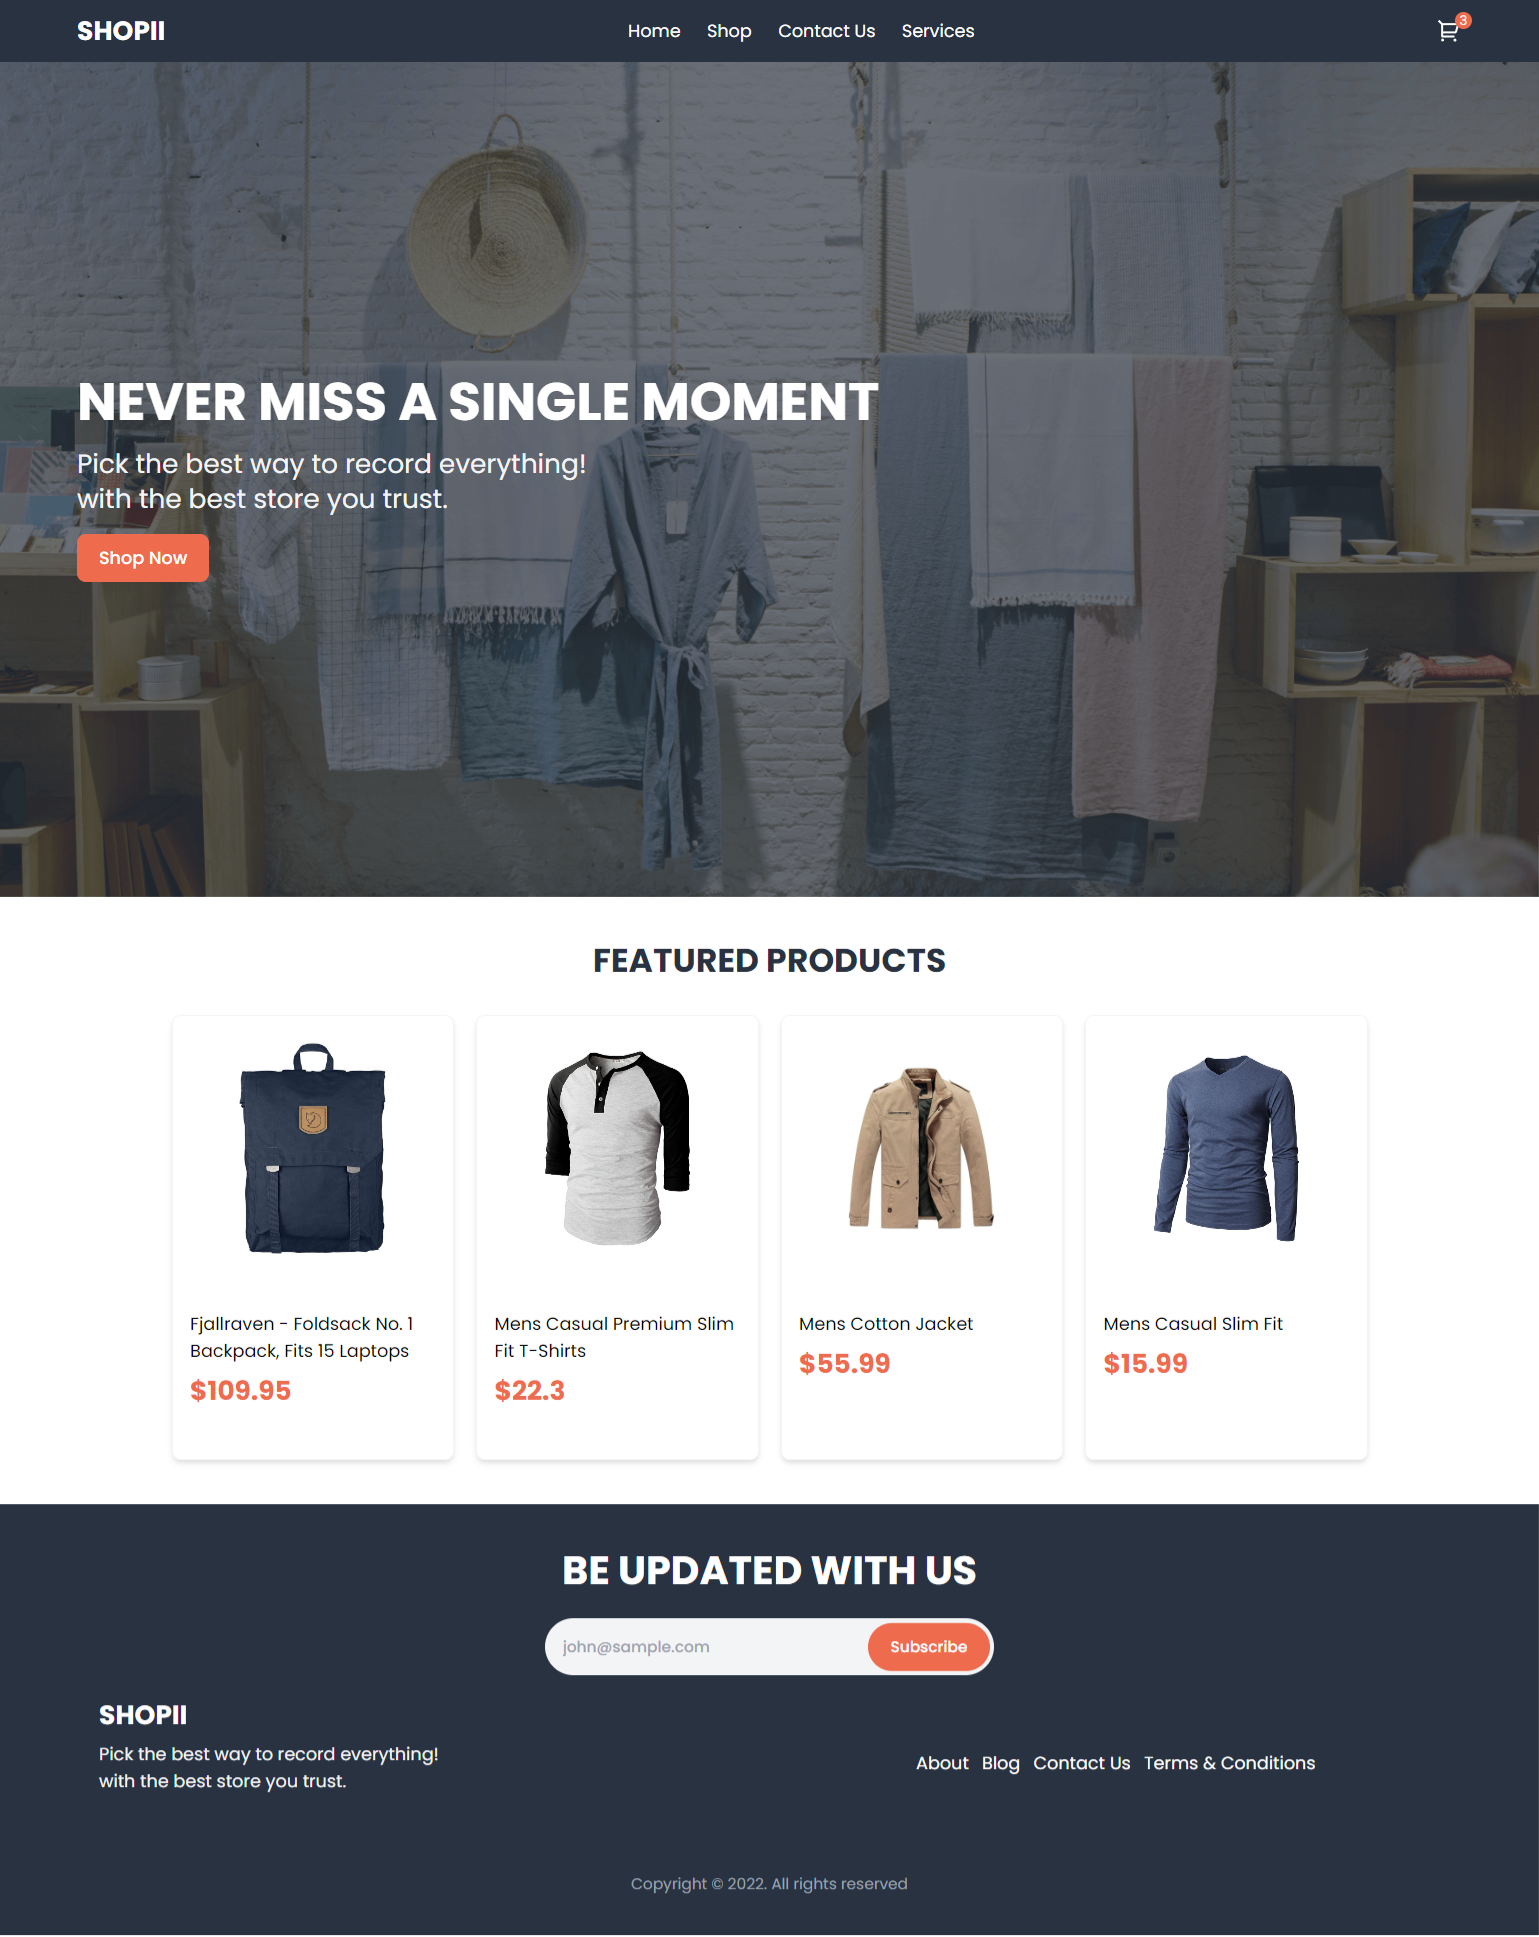 SHOPII
Home Shop Contact Us Services
3
NEVER MISS A SINGLE MOMENT
Pick the best way to record everything!
with the best store you trust.
Shop Now
FEATURED PRODUCTS
Fjallraven - Foldsack No. 1
Backpack, Fits 15 Laptops
$109.95
Mens Casual Premium Slim
Fit T-Shirts
$22.3
Mens Cotton Jacket
$55.99
Mens Casual Slim Fit
$15.99
BE UPDATED WITH US
john@sample.com
Subscribe
SHOPII
Pick the best way to record everything!
with the best store you trust.
About Blog Contact Us Terms & Conditions
Copyright © 2022. All rights reserved